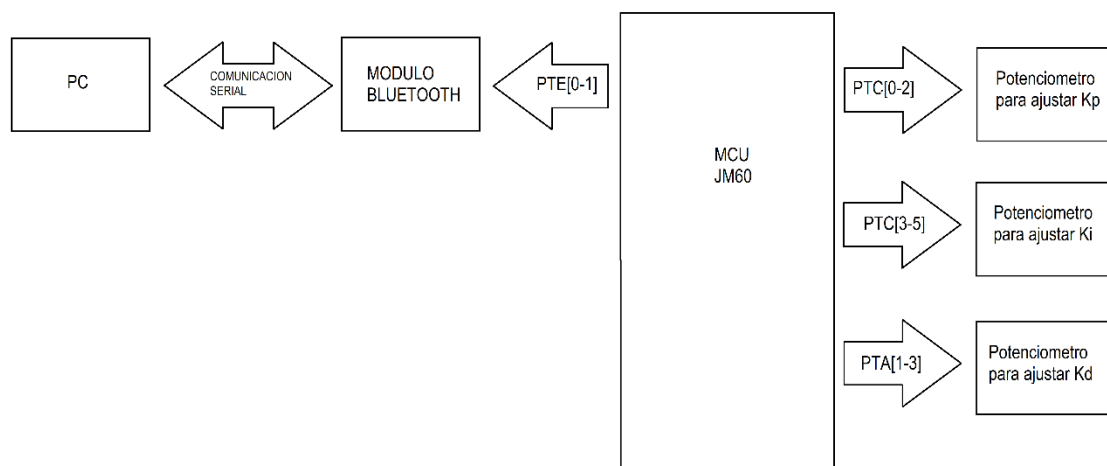 PC
COMUNICACION
SERIAL
MODULO
BLUETOOTH
PTE[0-1]
MCU
JM60
PTC[0-2]
Potenciometro
para ajustar Kp
PTC[3-5]
Potenciometro
para ajustar Ki
PTA[1-3]
Potenciometro
para ajustar Kd